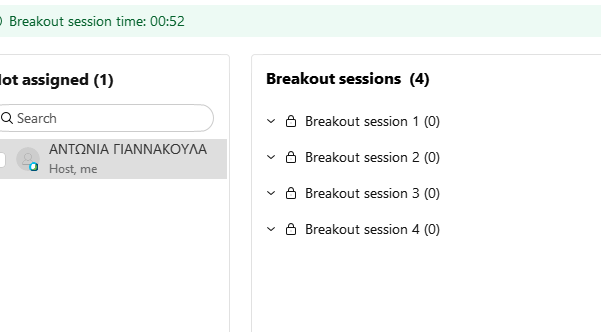 Breakout session time: 00:52
Not assigned (1)
Search
ΑΝΤΩΝΙΑ ΓΙΑΝΝΑΚΟΥΛΑ
Host, me
Breakout sessions (4)
Breakout session 1 (0)
Breakout session 2 (0)
Breakout session 3 (0)
Breakout session 4 (0)